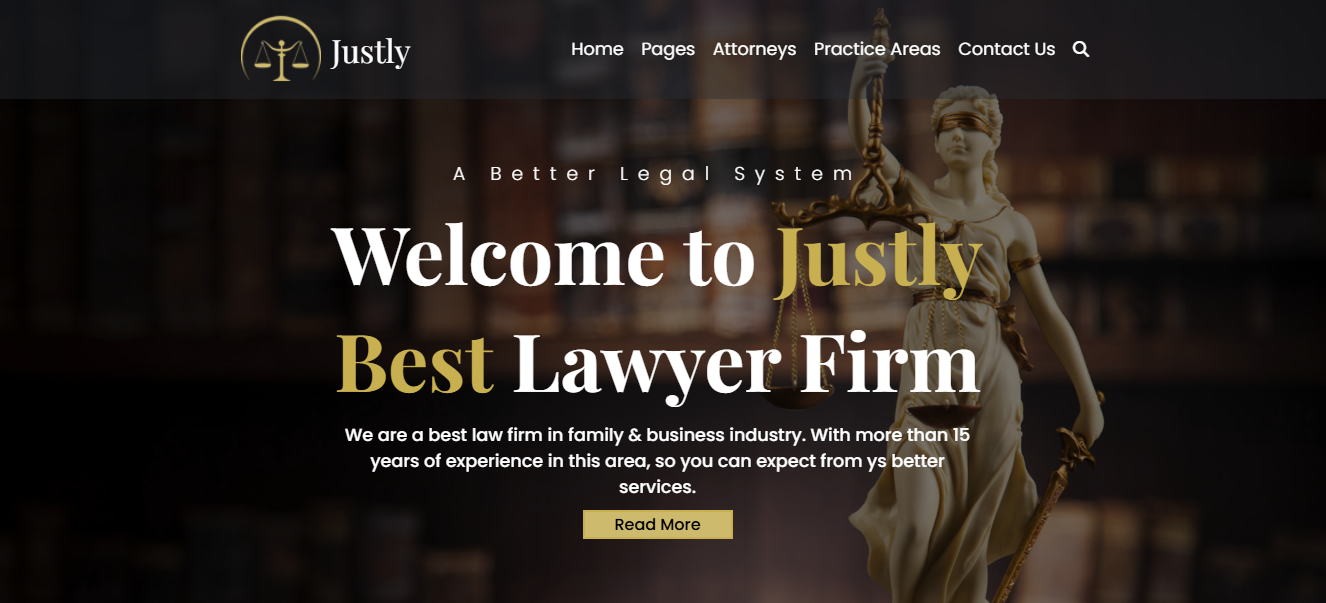 Justly
Home Pages Attorneys Practice Areas Contact Us
A Better Legal System
Welcome to Justly
Best Lawyer Firm
We are a best law firm in family & business industry. With more than 15
years of experience in this area, so you can expect from ys better
services.
Read More